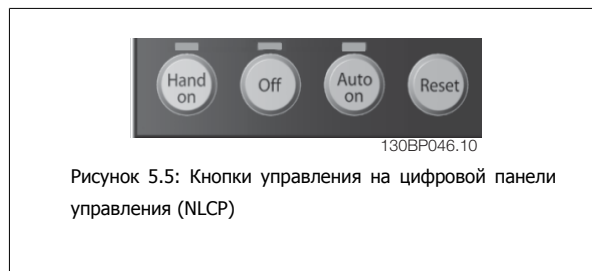 Hand
on
Off
Auto
on
Reset
130BP046.10
Рисунок 5.5: Кнопки управления на цифровой панели
управления (NLCP)